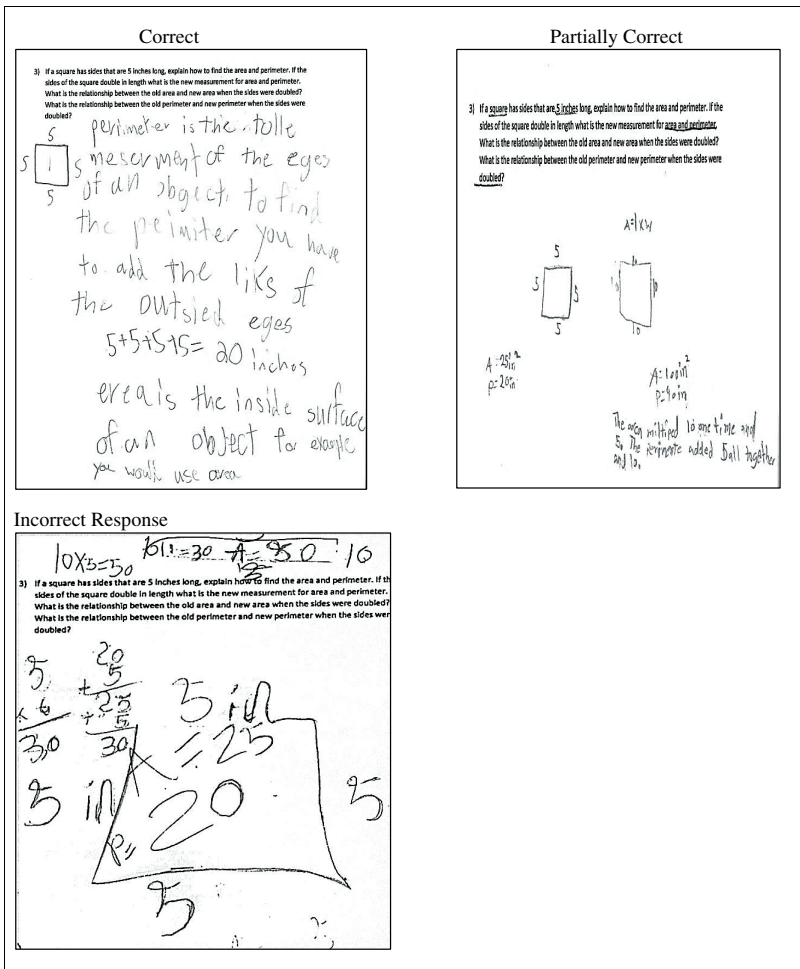 Correct
3) If a square has sides that are 5 inches long, explain how to find the area and perimeter. If the
sides of the square double in length what is the new measurement for area and perimeter.
What is the relationship between the old area and new area when the sides were doubled?
What is the relationship between the old perimeter and new perimeter when the sides were
doubled?
5
5 5
5
perimeter is the tolle
meserment of the eges
of an obgect. to find
the peimiter you have
to add the liks of
the outsied eges
5+5+5+5= 20 inches
erea is the inside surface
of an object for example
you would use area
Partially Correct
3) If a square has sides that are 5 inches long, explain how to find the area and perimeter. If the
sides of the square double in length what is the new measurement for area and perimeter.
What is the relationship between the old area and new area when the sides were doubled?
What is the relationship between the old perimeter and new perimeter when the sides were
doubled?
A=lxw
5
5 5
5
10
10 10
10
A=25in²
p=20in
A=100in²
p=40in
The area miltiped 10 one time and
5. The added 5 all together
and 10.
Incorrect Response
10x5=50
=30 A= 50 10
3) If a square has sides that are 5 inches long, explain how to find the area and perimeter. If th
sides of the square double in length what is the new measurement for area and perimeter.
What is the relationship between the old area and new area when the sides were doubled?
What is the relationship between the old perimeter and new perimeter when the sides wer
doubled?
5
x 6
30
20
+ 5
25
+ 5
30
5 in
= 25
5 in
20
5
P=
5